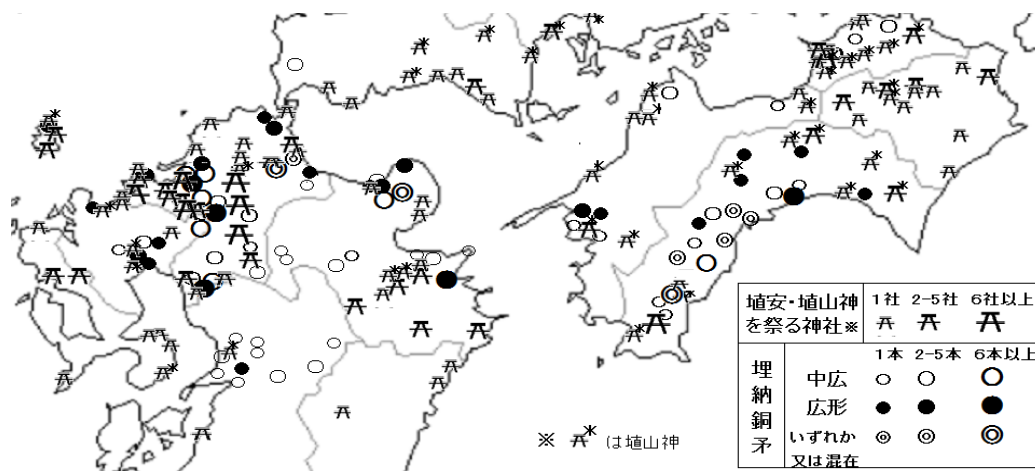 埴安・埴山神
を祭る神社※
1社 2-5社 6社以上
埋納銅矛
1本 2-5本 6本以上
中広
広形
いずれか
又は混在
※ * は埴山神